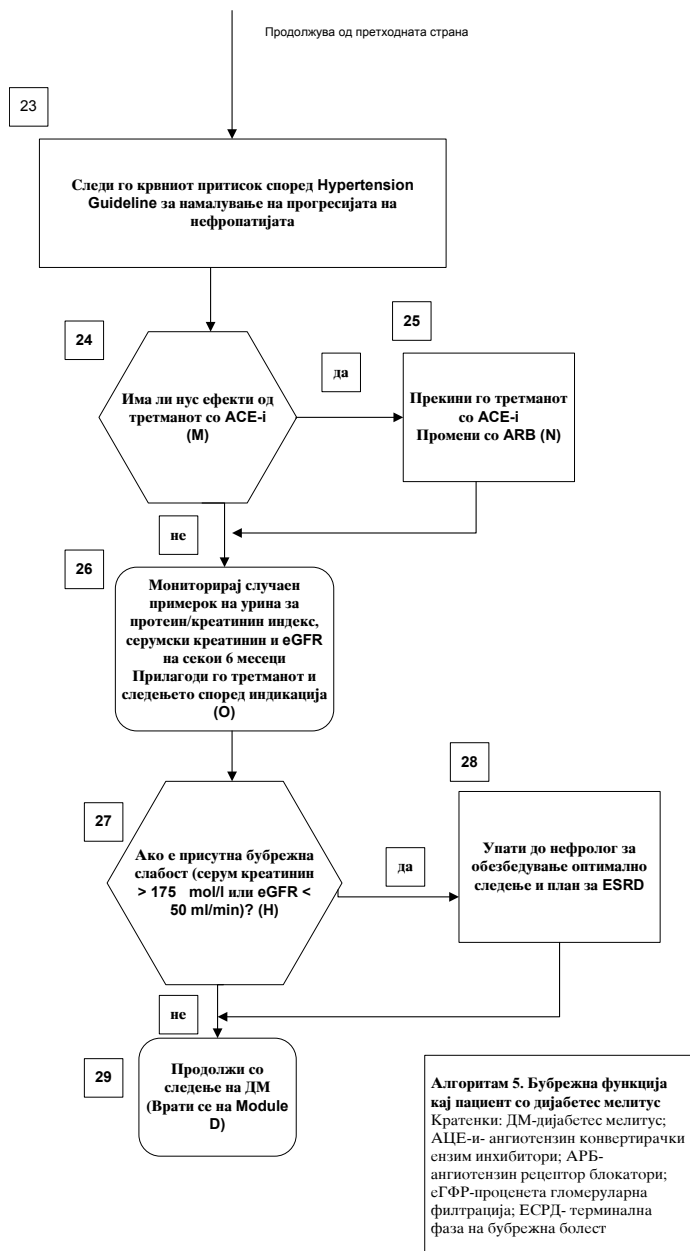 Продолжува од претходната страна
23
Следи го крвниот притисок според Hypertension
Guideline за намалување на прогресијата на
нефропатијата
24
Има ли нус ефекти од
третманот со ACE-i
(M)
да
25
Прекини го третманот
со ACE-i
Промени со ARB (N)
не
26
Мониторирај случаен
примерок на урина за
протеин/креатинин индекс,
серумски креатинин и eGFR
на секои 6 месеци
Прилагоди го третманот и
следењето според индикација
(O)
27
Ако е присутна бубрежна
слабост (серум креатинин
> 175 mol/l или eGFR <
50 ml/min)? (H)
да
28
Упати до нефролог за
обезбедување оптимално
следење и план за ESRD
не
29
Продолжи со
следење на ДМ
(Врати се на Module
D)
Алгоритам 5. Бубрежна функција
кај пациент со дијабетес мелитус
Кратенки: ДМ-дијабетес мелитус;
АЦЕ-и- ангиотензин конвертирачки
ензим инхибитори; АРБ-
ангиотензин рецептор блокатори;
еГФР-проценета гломеруларна
филтрација; ЕСРД- терминална
фаза на бубрежна болест